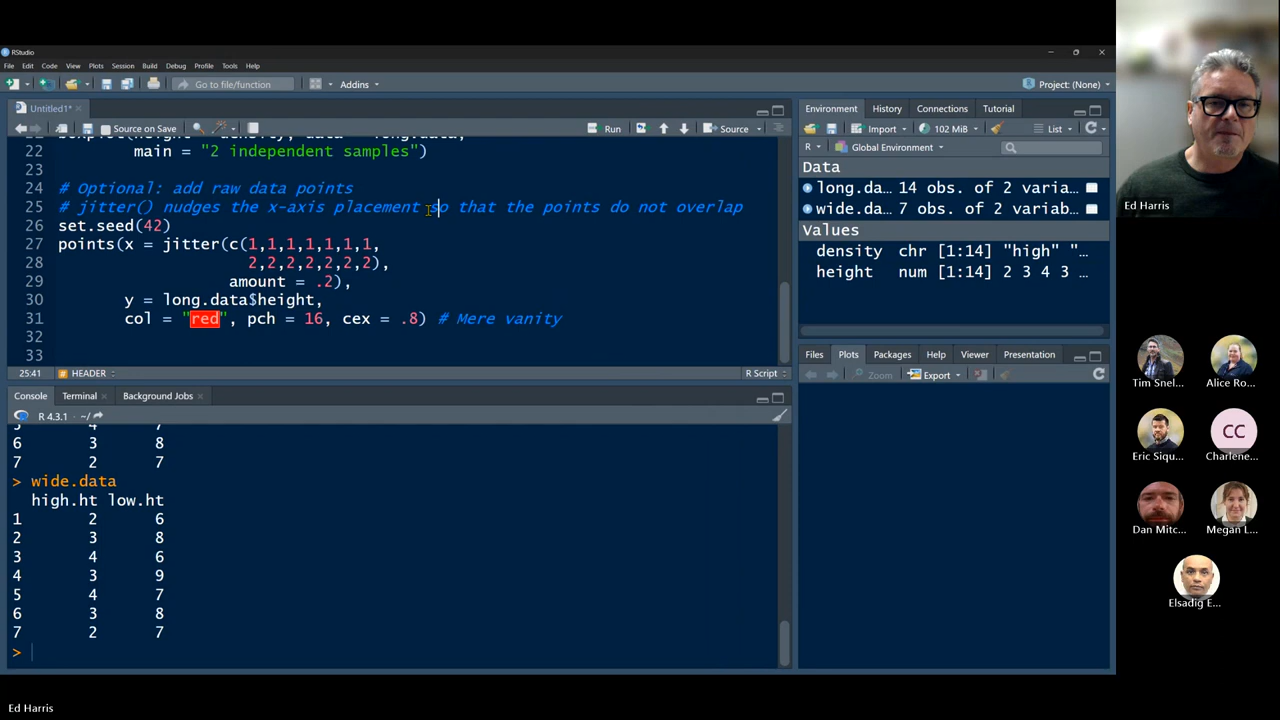 RStudio
File Edit Code View Plots Session Build Debug Profile Tools Help
Go to file/function
Addins
Project: (None)
Untitled1*
Source on Save
Run
Source
22 main = "2 independent samples")
23
24 # Optional: add raw data points
25 # jitter() nudges the x-axis placement so that the points do not overlap
26 set.seed(42)
27 points(x = jitter(c(1,1,1,1,1,1,1,
28 2,2,2,2,2,2,2),
29 amount = .2),
30 y = long.data$height,
31 col = "red", pch = 16, cex = .8) # Mere vanity
32
33
25:41 # HEADER R Script
Console Terminal Background Jobs
R 4.3.1 · ~/
6 3 8
7 2 7
> wide.data
high.ht low.ht
1 2 6
2 3 8
3 4 6
4 3 9
5 4 7
6 3 8
7 2 7
>
Environment History Connections Tutorial
Import 102 MiB List
R Global Environment
Data
long.da… 14 obs. of 2 varia…
wide.da… 7 obs. of 2 variab…
Values
density chr [1:14] "high" "…
height num [1:14] 2 3 4 3 …
Files Plots Packages Help Viewer Presentation
Zoom Export
Ed Harris
Tim Snel...
Alice Ro...
Eric Siqu...
CC
Charlene...
Dan Mitc...
Megan L...
Elsadig E...
Ed Harris